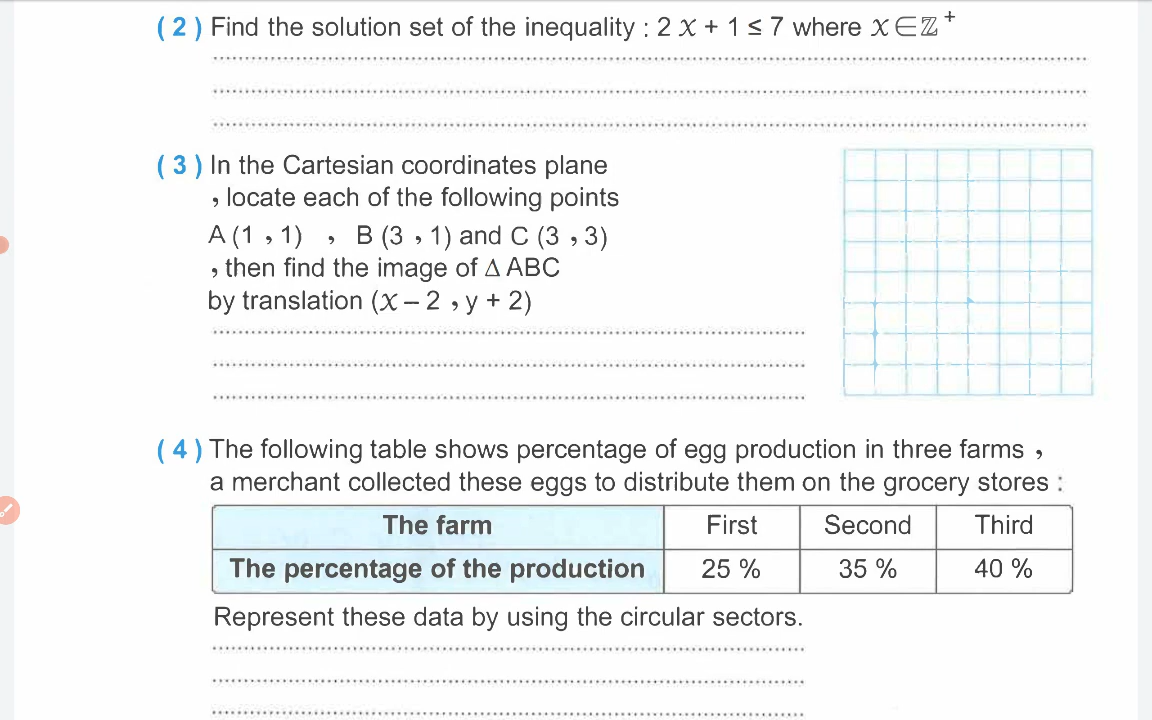 ( 2 ) Find the solution set of the inequality : 2 x + 1 ≤ 7 where x ∈ ℤ⁺
( 3 ) In the Cartesian coordinates plane
, locate each of the following points
A (1 , 1) , B (3 , 1) and C (3 , 3)
, then find the image of Δ ABC
by translation (x – 2 , y + 2)
( 4 ) The following table shows percentage of egg production in three farms ,
a merchant collected these eggs to distribute them on the grocery stores :
The farm First Second Third
The percentage of the production 25 % 35 % 40 %
Represent these data by using the circular sectors.